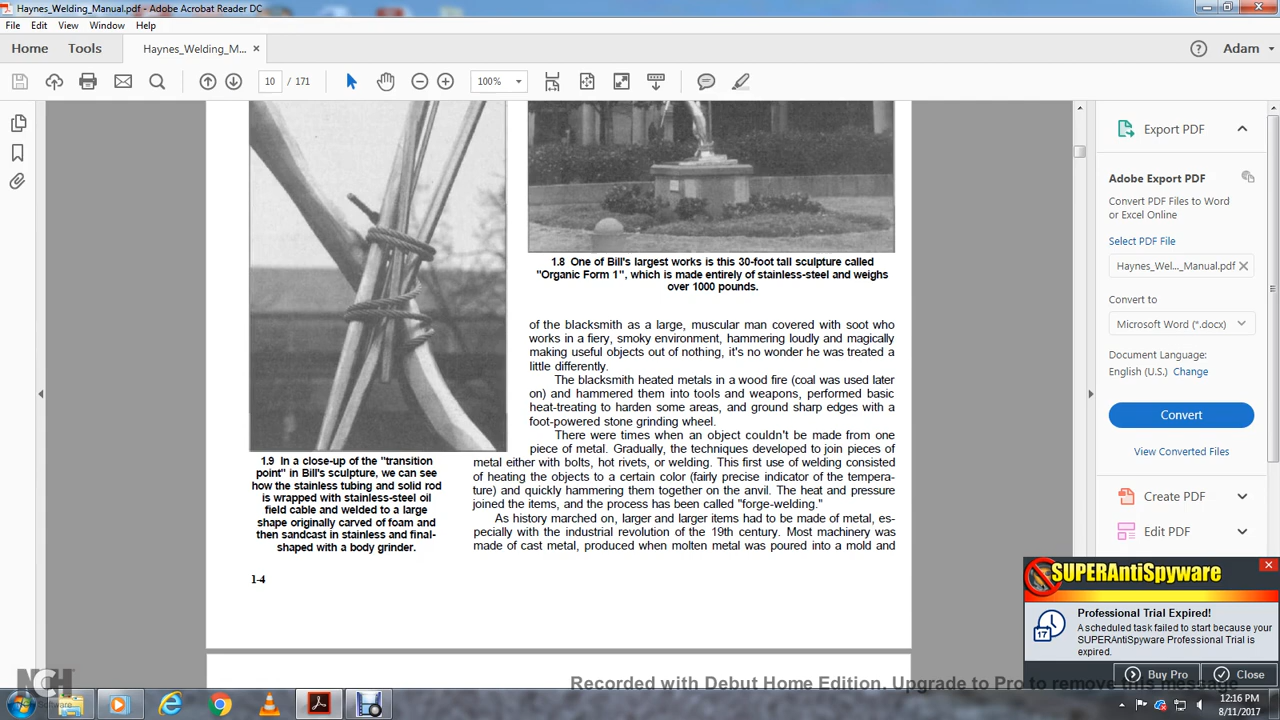 Haynes_Welding_Manual.pdf - Adobe Acrobat Reader DC
File Edit View Window Help
Home Tools Haynes_Welding_M... × Adam
10 / 171 100%
1.8 One of Bill's largest works is this 30-foot tall sculpture called
"Organic Form 1", which is made entirely of stainless-steel and weighs
over 1000 pounds.
of the blacksmith as a large, muscular man covered with soot who
works in a fiery, smoky environment, hammering loudly and magically
making useful objects out of nothing, it's no wonder he was treated a
little differently.
The blacksmith heated metals in a wood fire (coal was used later
on) and hammered them into tools and weapons, performed basic
heat-treating to harden some areas, and ground sharp edges with a
foot-powered stone grinding wheel.
There were times when an object couldn't be made from one
piece of metal. Gradually, the techniques developed to join pieces of
metal either with bolts, hot rivets, or welding. This first use of welding consisted
of heating the objects to a certain color (fairly precise indicator of the tempera-
ture) and quickly hammering them together on the anvil. The heat and pressure
joined the items, and the process has been called "forge-welding."
As history marched on, larger and larger items had to be made of metal, es-
pecially with the industrial revolution of the 19th century. Most machinery was
made of cast metal, produced when molten metal was poured into a mold and
1.9 In a close-up of the "transition
point" in Bill's sculpture, we can see
how the stainless tubing and solid rod
is wrapped with stainless-steel oil
field cable and welded to a large
shape originally carved of foam and
then sandcast in stainless and final-
shaped with a body grinder.
1-4
Export PDF
Adobe Export PDF
Convert PDF Files to Word
or Excel Online
Select PDF File
Haynes_Wel..._Manual.pdf ×
Convert to
Microsoft Word (*.docx)
Document Language:
English (U.S.) Change
Convert
View Converted Files
Create PDF
Edit PDF
SUPERAntiSpyware
Professional Trial Expired!
A scheduled task failed to start because your
SUPERAntiSpyware Professional Trial is
expired.
17
Buy Pro Close
NCH
Software
Recorded with Debut Home Edition. Upgrade to Pro to remove this message
12:16 PM
8/11/2017